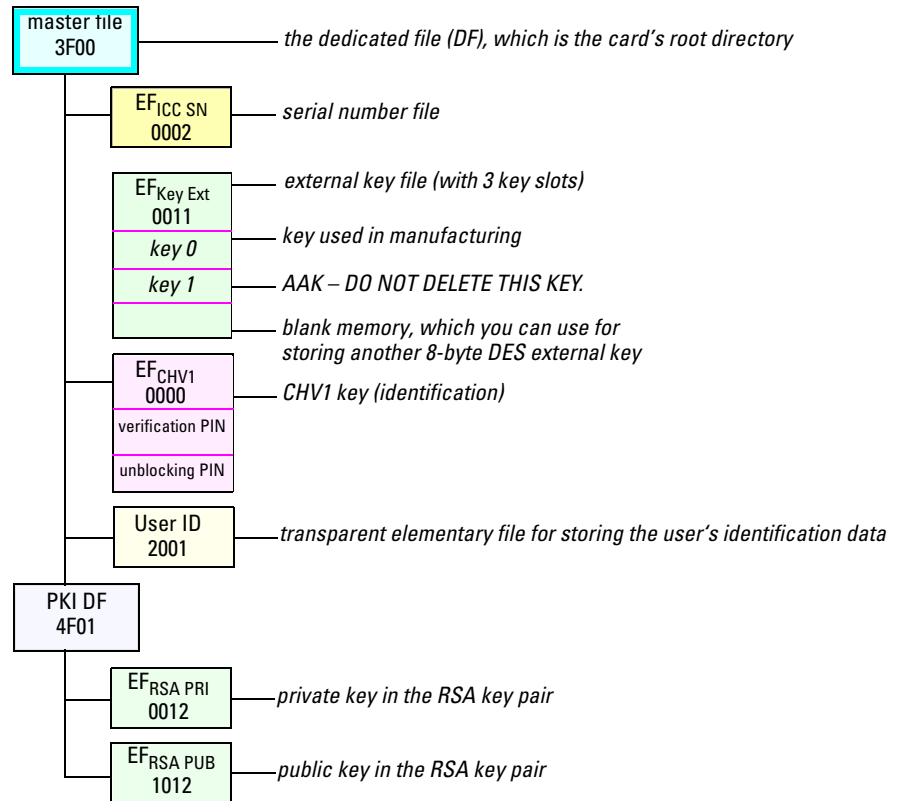 master file
3F00
the dedicated file (DF), which is the card's root directory
EF_ICC SN
0002
serial number file
EF_Key Ext
0011
external key file (with 3 key slots)
key 0
key used in manufacturing
key 1
AAK – DO NOT DELETE THIS KEY.
blank memory, which you can use for
storing another 8-byte DES external key
EF_CHV1
0000
CHV1 key (identification)
verification PIN
unblocking PIN
User ID
2001
transparent elementary file for storing the user's identification data
PKI DF
4F01
EF_RSA PRI
0012
private key in the RSA key pair
EF_RSA PUB
1012
public key in the RSA key pair